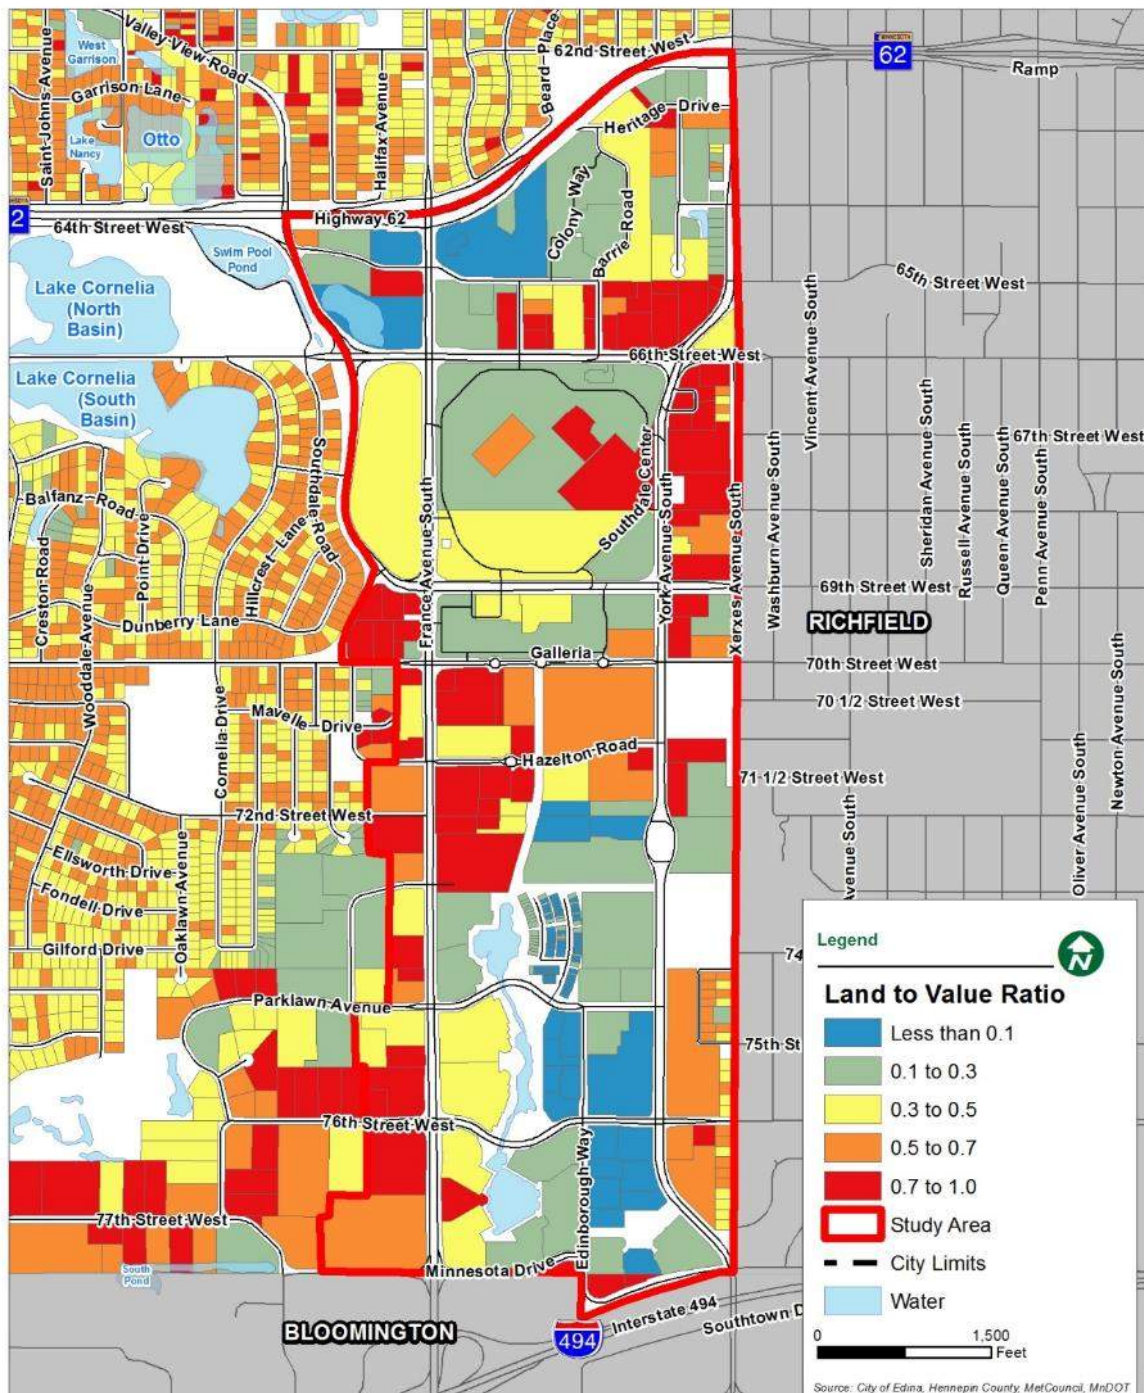 62nd Street West
Valley View Road
West
Garrison
Garrison Lane
Saint Johns Avenue
Lake
Nancy
Otto
Halifax Avenue
Beard Place
62
Ramp
Heritage Drive
Colony Way
Barrie Road
2
Highway 62
64th Street West
Swim Pool
Pond
Lake Cornelia
(North
Basin)
65th Street West
66th Street West
Vincent Avenue South
Lake Cornelia
(South
Basin)
Southdale Road
67th Street West
Sheridan Avenue South
Russell Avenue South
Queen Avenue South
Penn Avenue South
Balfanz Road
Point Drive
Creston Road
Wooddale Avenue
Hillcrest Lane
Dunberry Lane
France Avenue South
Southdale Center
York Avenue South
Xerxes Avenue South
Washburn Avenue South
69th Street West
RICHFIELD
Galleria
70th Street West
70 1/2 Street West
Newton Avenue South
Mavelle Drive
Cornelia Drive
Hazelton Road
71 1/2 Street West
72nd Street West
Oliver Avenue South
Avenue South
Ellsworth Drive
Fondell Drive
Oaklawn Avenue
Gilford Drive
74
Parklawn Avenue
75th St
76th Street West
Edinborough Way
77th Street West
South
Pond
Minnesota Drive
BLOOMINGTON
494
Interstate 494
Southtown D
Legend
N
Land to Value Ratio
Less than 0.1
0.1 to 0.3
0.3 to 0.5
0.5 to 0.7
0.7 to 1.0
Study Area
City Limits
Water
0 1,500
Feet
Source: City of Edina, Hennepin County, MetCouncil, MnDOT